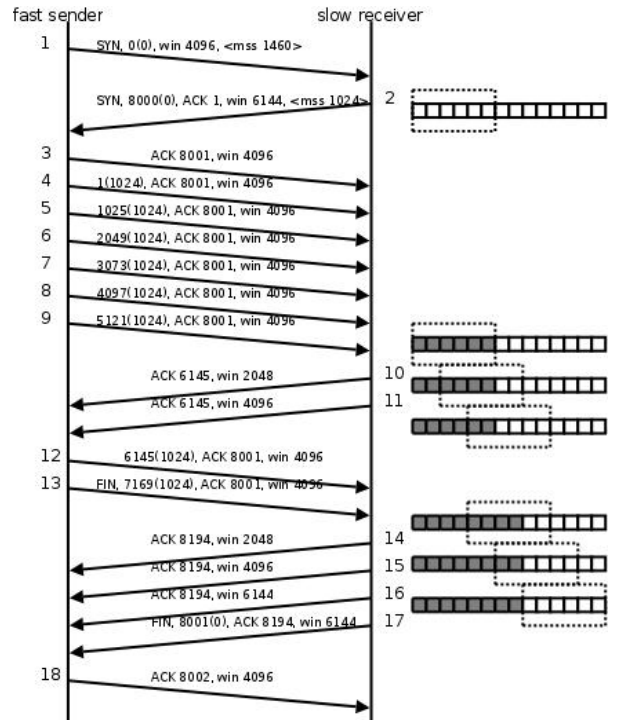 fast sender
slow receiver
1
SYN, 0(0), win 4096, <mss 1460>
SYN, 8000(0), ACK 1, win 6144, <mss 1024>
2
3
ACK 8001, win 4096
4
1(1024), ACK 8001, win 4096
5
1025(1024), ACK 8001, win 4096
6
2049(1024), ACK 8001, win 4096
7
3073(1024), ACK 8001, win 4096
8
4097(1024), ACK 8001, win 4096
9
5121(1024), ACK 8001, win 4096
ACK 6145, win 2048
10
ACK 6145, win 4096
11
12
6145(1024), ACK 8001, win 4096
13
FIN, 7169(1024), ACK 8001, win 4096
ACK 8194, win 2048
14
ACK 8194, win 4096
15
ACK 8194, win 6144
16
FIN, 8001(0), ACK 8194, win 6144
17
18
ACK 8002, win 4096